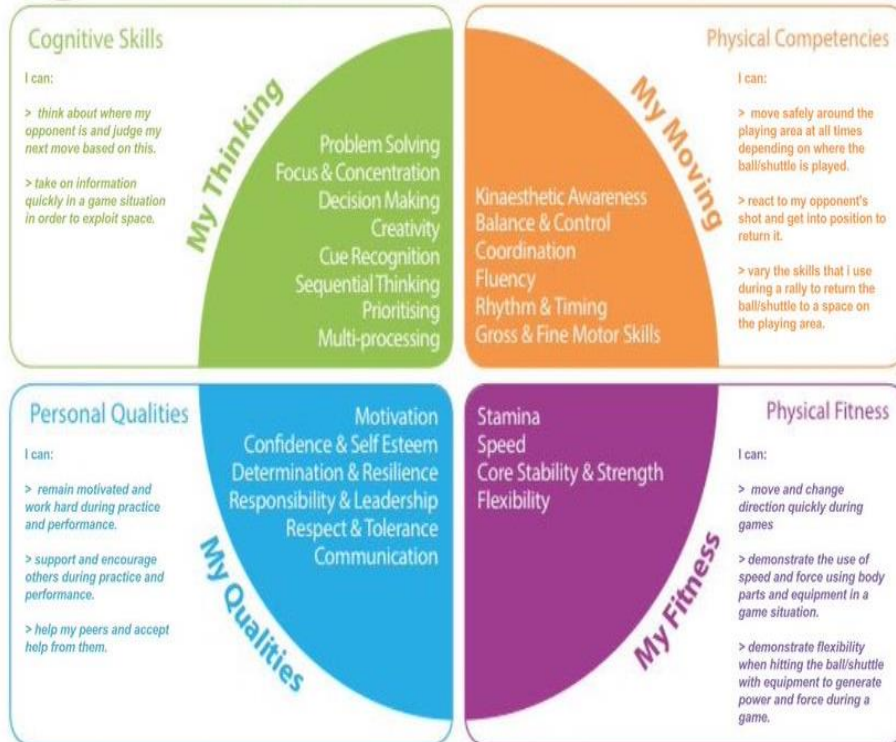 Cognitive Skills
I can:
> think about where my
opponent is and judge my
next move based on this.
> take on information
quickly in a game situation
in order to exploit space.
My Thinking
Problem Solving
Focus & Concentration
Decision Making
Creativity
Cue Recognition
Sequential Thinking
Prioritising
Multi-processing
Physical Competencies
I can:
> move safely around the
playing area at all times
depending on where the
ball/shuttle is played.
> react to my opponent's
shot and get into position to
return it.
> vary the skills that i use
during a rally to return the
ball/shuttle to a space on
the playing area.
My Moving
Kinaesthetic Awareness
Balance & Control
Coordination
Fluency
Rhythm & Timing
Gross & Fine Motor Skills
Personal Qualities
I can:
> remain motivated and
work hard during practice
and performance.
> support and encourage
others during practice and
performance.
> help my peers and accept
help from them.
My Qualities
Motivation
Confidence & Self Esteem
Determination & Resilience
Responsibility & Leadership
Respect & Tolerance
Communication
Stamina
Speed
Core Stability & Strength
Flexibility
My Fitness
Physical Fitness
I can:
> move and change
direction quickly during
games
> demonstrate the use of
speed and force using body
parts and equipment in a
game situation.
> demonstrate flexibility
when hitting the ball/shuttle
with equipment to generate
power and force during a
game.